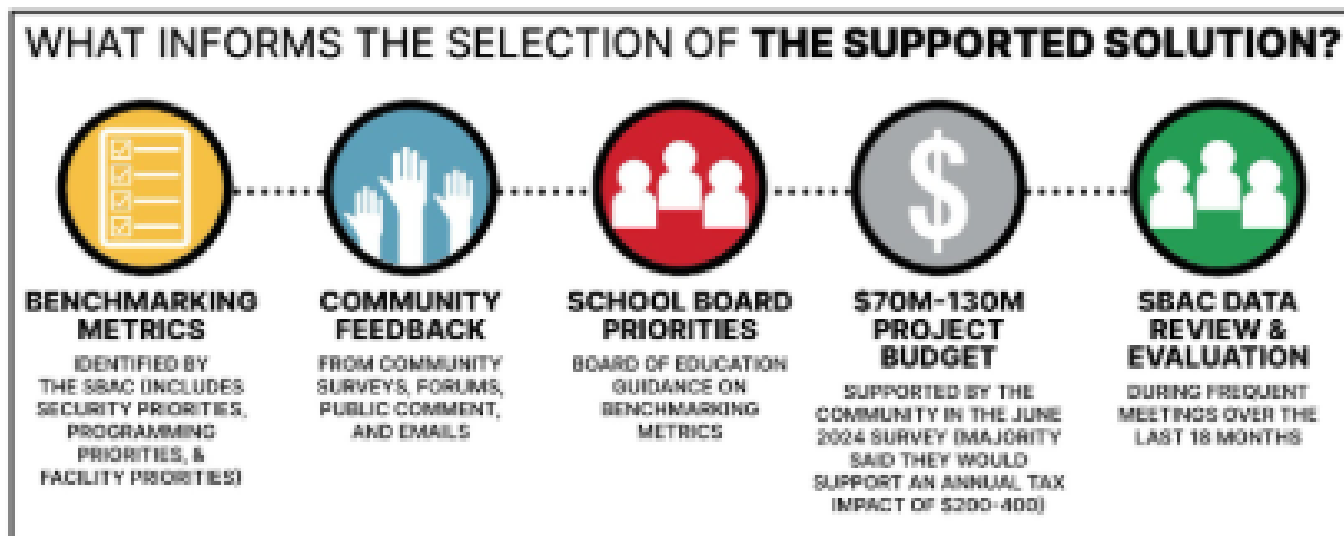 WHAT INFORMS THE SELECTION OF THE SUPPORTED SOLUTION?
BENCHMARKING
METRICS
IDENTIFIED BY
THE SBAC (INCLUDES
SECURITY PRIORITIES,
PROGRAMMING
PRIORITIES, &
FACILITY PRIORITIES)
COMMUNITY
FEEDBACK
FROM COMMUNITY
SURVEYS, FORUMS,
PUBLIC COMMENT,
AND EMAILS
SCHOOL BOARD
PRIORITIES
BOARD OF EDUCATION
GUIDANCE ON
BENCHMARKING
METRICS
$70M-130M
PROJECT
BUDGET
SUPPORTED BY THE
COMMUNITY IN THE JUNE
2024 SURVEY (MAJORITY
SAID THEY WOULD
SUPPORT AN ANNUAL TAX
IMPACT OF $200-400)
SBAC DATA
REVIEW &
EVALUATION
DURING FREQUENT
MEETINGS OVER THE
LAST 18 MONTHS